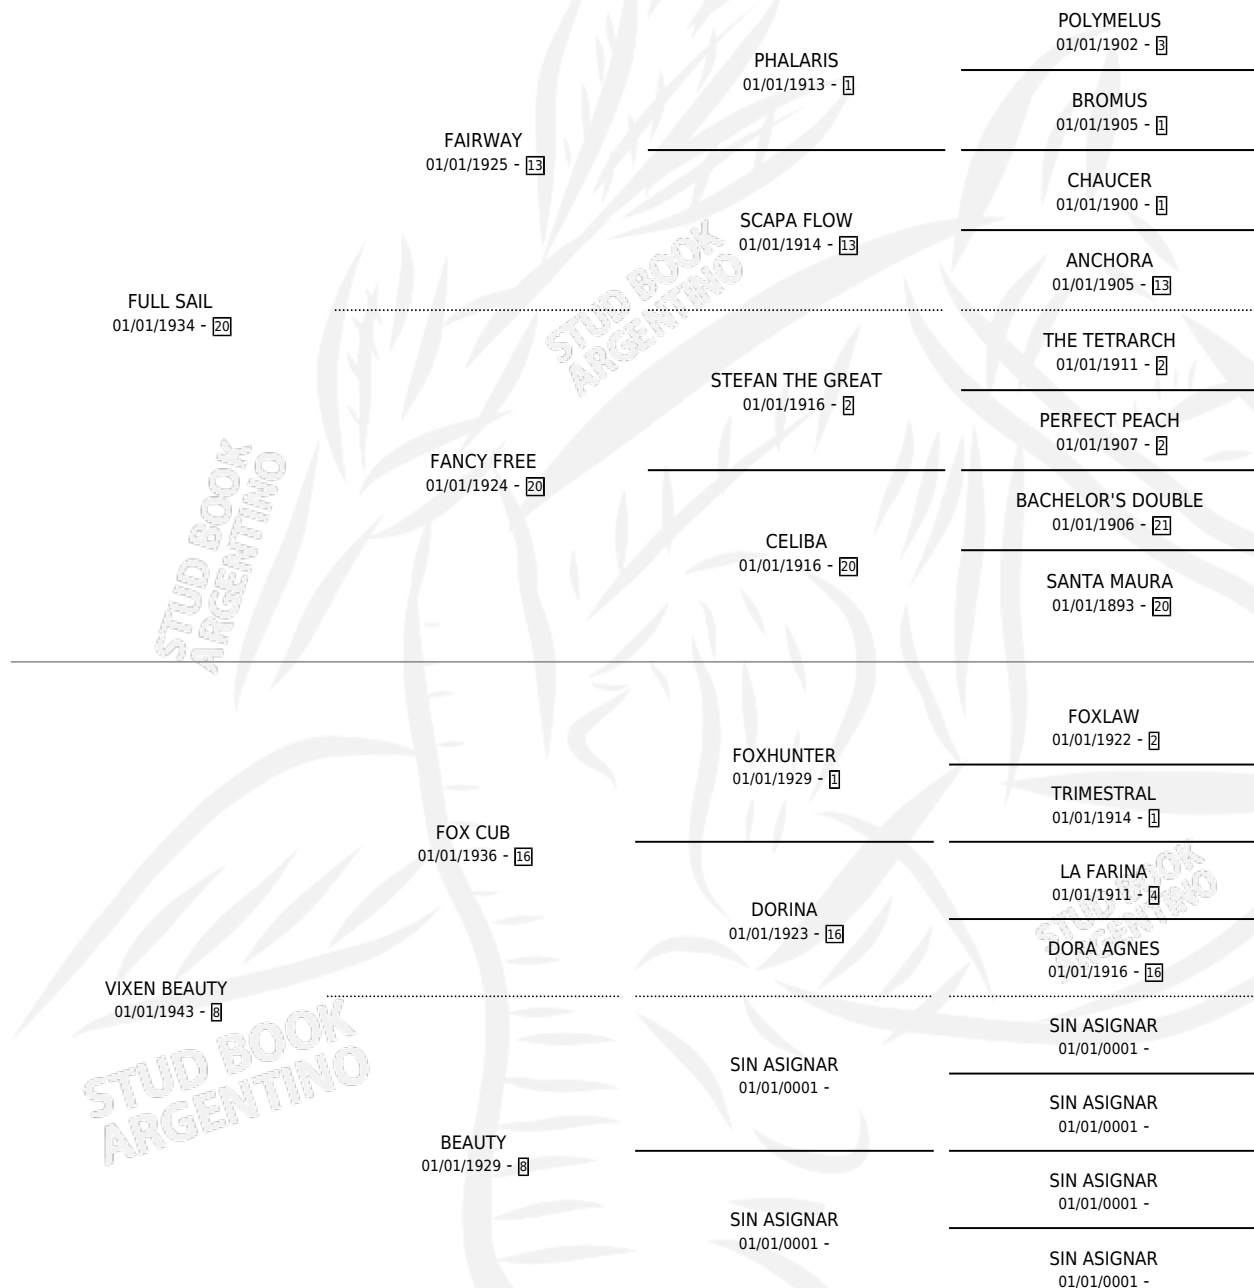 POLYMELUS
01/01/1902 - 3
PHALARIS
01/01/1913 - 1
BROMUS
01/01/1905 - 1
FAIRWAY
01/01/1925 - 13
CHAUCER
01/01/1900 - 1
SCAPA FLOW
01/01/1914 - 13
ANCHORA
01/01/1905 - 13
FULL SAIL
01/01/1934 - 20
THE TETRARCH
01/01/1911 - 2
STEFAN THE GREAT
01/01/1916 - 2
PERFECT PEACH
01/01/1907 - 2
FANCY FREE
01/01/1924 - 20
BACHELOR'S DOUBLE
01/01/1906 - 21
CELIBA
01/01/1916 - 20
SANTA MAURA
01/01/1893 - 20
FOXLAW
01/01/1922 - 2
FOXHUNTER
01/01/1929 - 1
TRIMESTRAL
01/01/1914 - 1
FOX CUB
01/01/1936 - 16
LA FARINA
01/01/1911 - 4
DORINA
01/01/1923 - 16
DORA AGNES
01/01/1916 - 16
VIXEN BEAUTY
01/01/1943 - 8
SIN ASIGNAR
01/01/0001 -
SIN ASIGNAR
01/01/0001 -
SIN ASIGNAR
01/01/0001 -
BEAUTY
01/01/1929 - 8
SIN ASIGNAR
01/01/0001 -
SIN ASIGNAR
01/01/0001 -
SIN ASIGNAR
01/01/0001 -
STUD BOOK
ARGENTINO
STUD BOOK
ARGENTINO
STUD BOOK
ARGENTINO
STUD BOOK
ARGENTINO